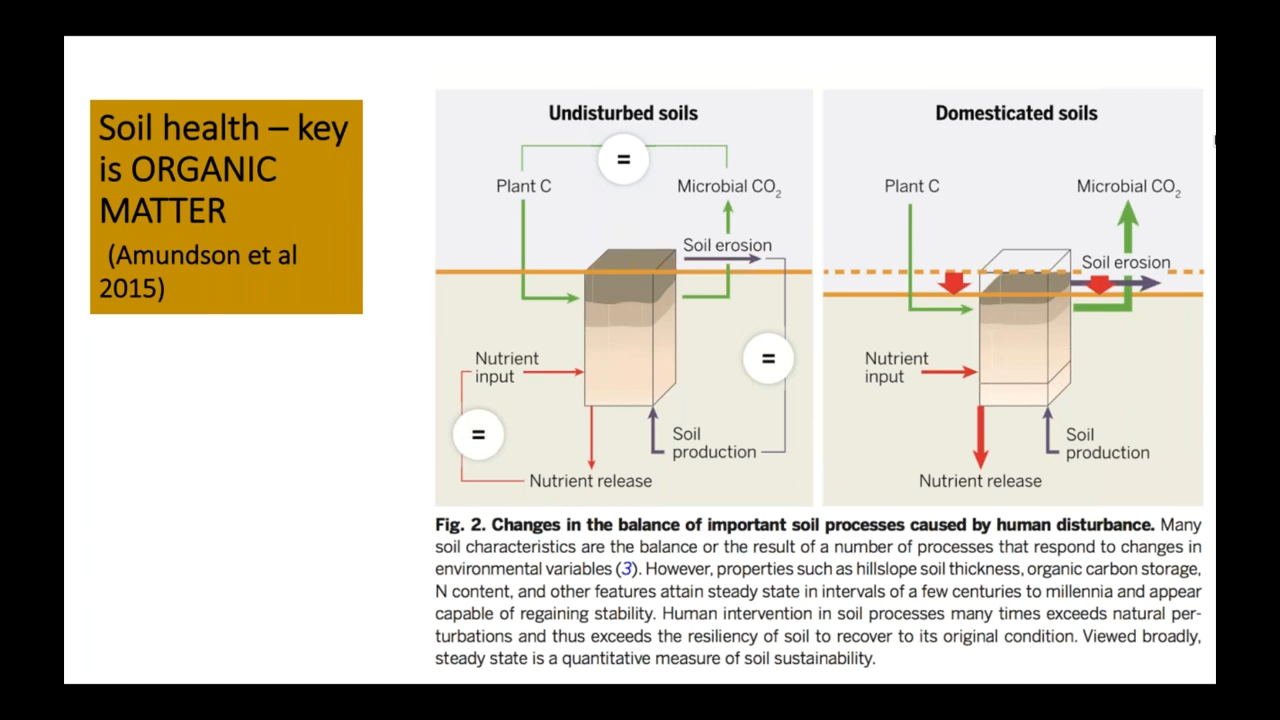 Soil health – key
is ORGANIC
MATTER
(Amundson et al
2015)
Undisturbed soils
=
Plant C
Microbial CO2
Soil erosion
Nutrient
input
=
=
Soil
production
Nutrient release
Domesticated soils
Plant C
Microbial CO2
Soil erosion
Nutrient
input
Soil
production
Nutrient release
Fig. 2. Changes in the balance of important soil processes caused by human disturbance. Many
soil characteristics are the balance or the result of a number of processes that respond to changes in
environmental variables (3). However, properties such as hillslope soil thickness, organic carbon storage,
N content, and other features attain steady state in intervals of a few centuries to millennia and appear
capable of regaining stability. Human intervention in soil processes many times exceeds natural per-
turbations and thus exceeds the resiliency of soil to recover to its original condition. Viewed broadly,
steady state is a quantitative measure of soil sustainability.